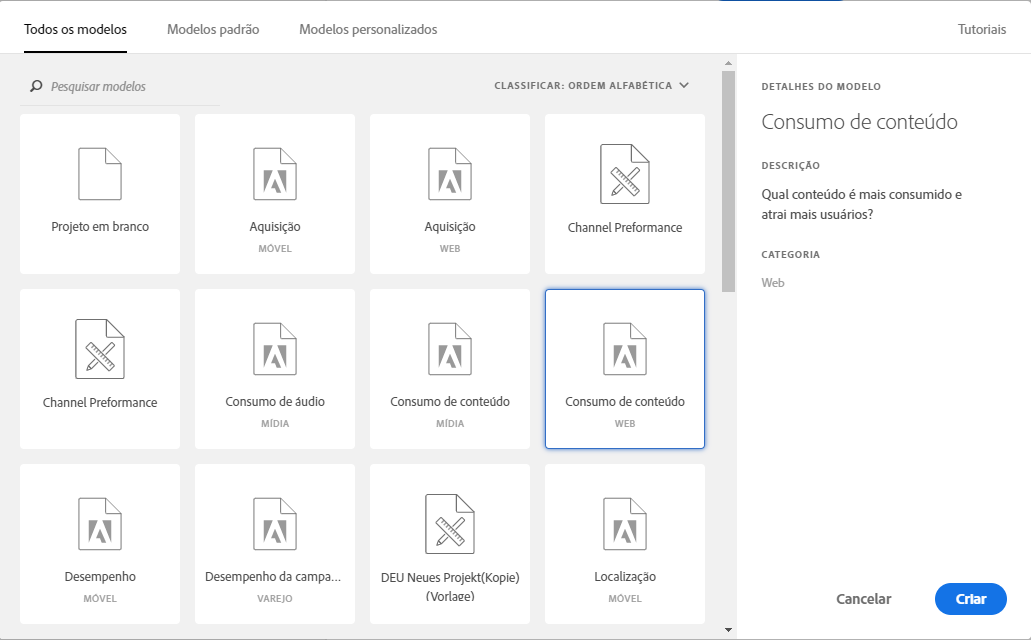 Todos os modelos
Modelos padrão
Modelos personalizados
Tutoriais
Pesquisar modelos
CLASSIFICAR: ORDEM ALFABÉTICA
Projeto em branco
Aquisição
MÓVEL
Aquisição
WEB
Channel Preformance
Channel Preformance
Consumo de áudio
MÍDIA
Consumo de conteúdo
MÍDIA
Consumo de conteúdo
WEB
Desempenho
MÓVEL
Desempenho da campa...
VAREJO
DEU Neues Projekt(Kopie)
(Vorlage)
Localização
MÓVEL
DETALHES DO MODELO
Consumo de conteúdo
DESCRIÇÃO
Qual conteúdo é mais consumido e
atrai mais usuários?
CATEGORIA
Web
Cancelar
Criar